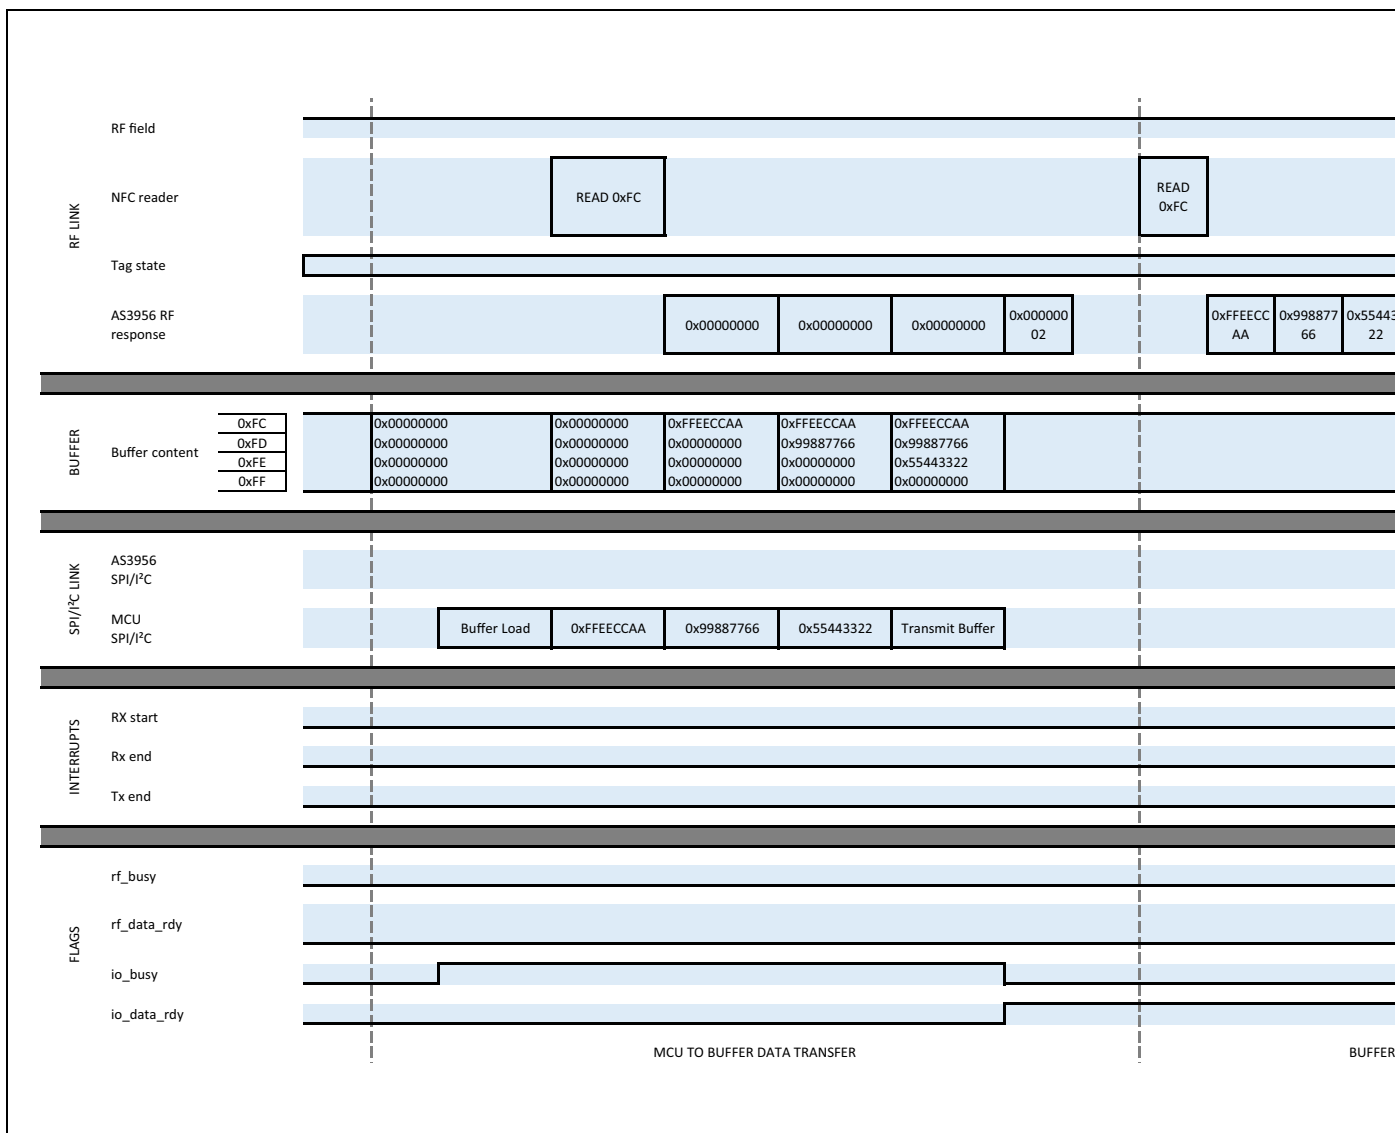 RF LINK
RF field
NFC reader
READ 0xFC
READ
0xFC
Tag state
AS3956 RF
response
0x00000000
0x00000000
0x00000000
0x000000
02
0xFFEECC
AA
0x998877
66
0x55443
22
BUFFER
Buffer content
0xFC
0xFD
0xFE
0xFF
0x00000000
0x00000000
0x00000000
0x00000000
0x00000000
0x00000000
0x00000000
0x00000000
0xFFEECCAA
0x00000000
0x00000000
0x00000000
0xFFEECCAA
0x99887766
0x00000000
0x00000000
0xFFEECCAA
0x99887766
0x55443322
0x00000000
SPI/I²C LINK
AS3956
SPI/I²C
MCU
SPI/I²C
Buffer Load
0xFFEECCAA
0x99887766
0x55443322
Transmit Buffer
INTERRUPTS
RX start
Rx end
Tx end
FLAGS
rf_busy
rf_data_rdy
io_busy
io_data_rdy
MCU TO BUFFER DATA TRANSFER
BUFFER